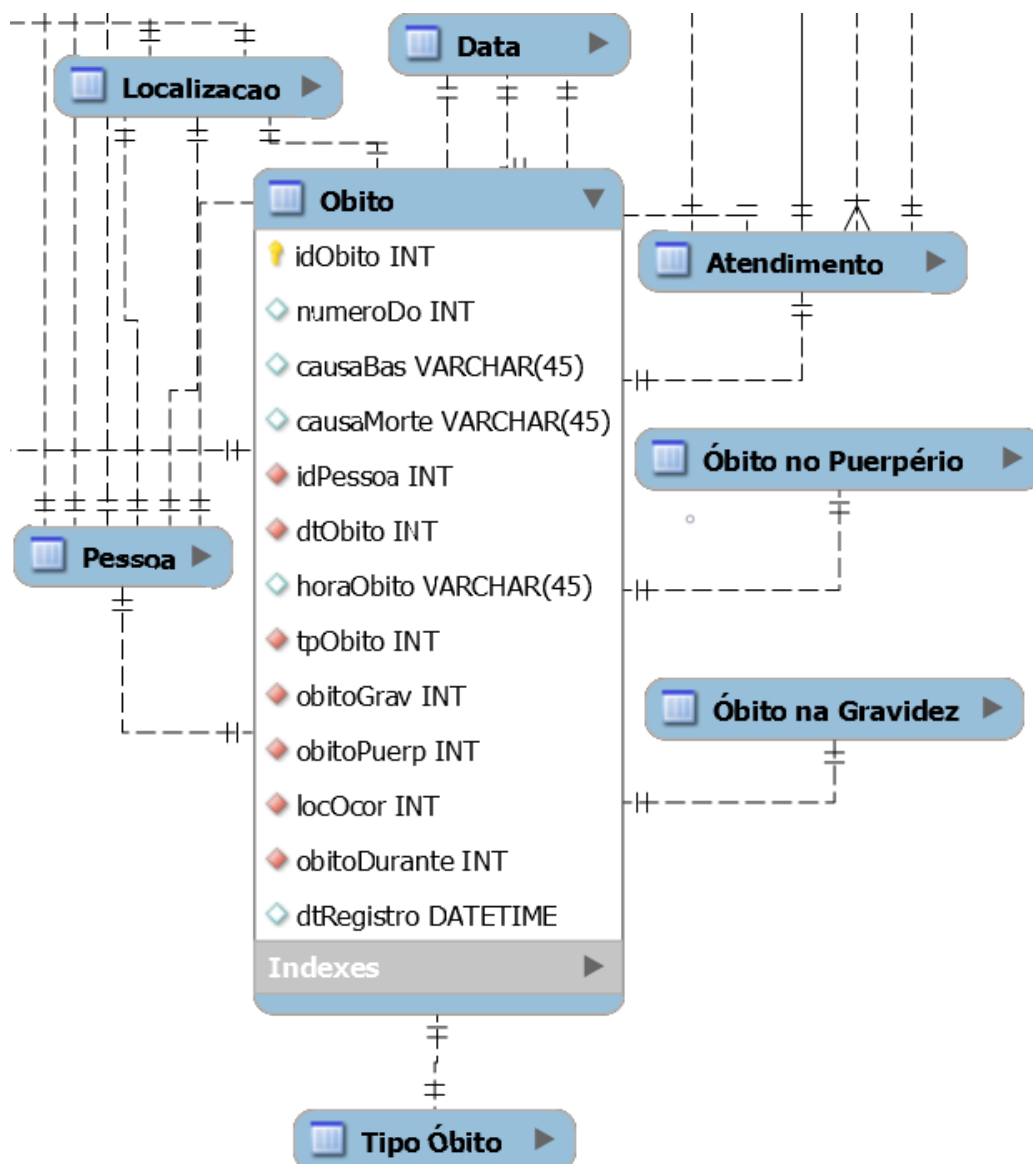 Data
Localizacao
Obito
idObito INT
numeroDo INT
causaBas VARCHAR(45)
causaMorte VARCHAR(45)
idPessoa INT
dtObito INT
horaObito VARCHAR(45)
tpObito INT
obitoGrav INT
obitoPuerp INT
locOcor INT
obitoDurante INT
dtRegistro DATETIME
Indexes
Atendimento
Óbito no Puerpério
Pessoa
Óbito na Gravidez
Tipo Óbito